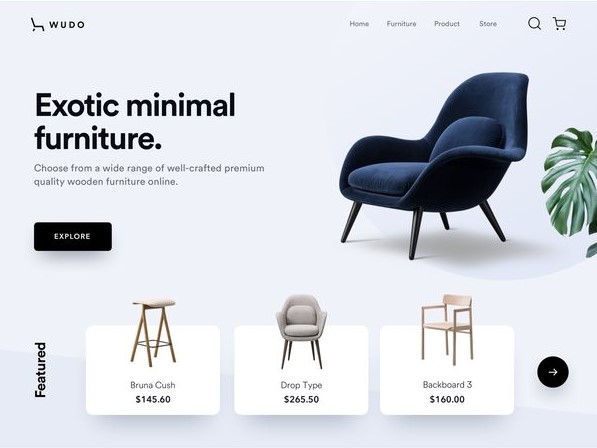 WUDO
Home Furniture Product Store
Exotic minimal
furniture.
Choose from a wide range of well-crafted premium
quality wooden furniture online.
EXPLORE
Featured
Bruna Cush
$145.60
Drop Type
$265.50
Backboard 3
$160.00